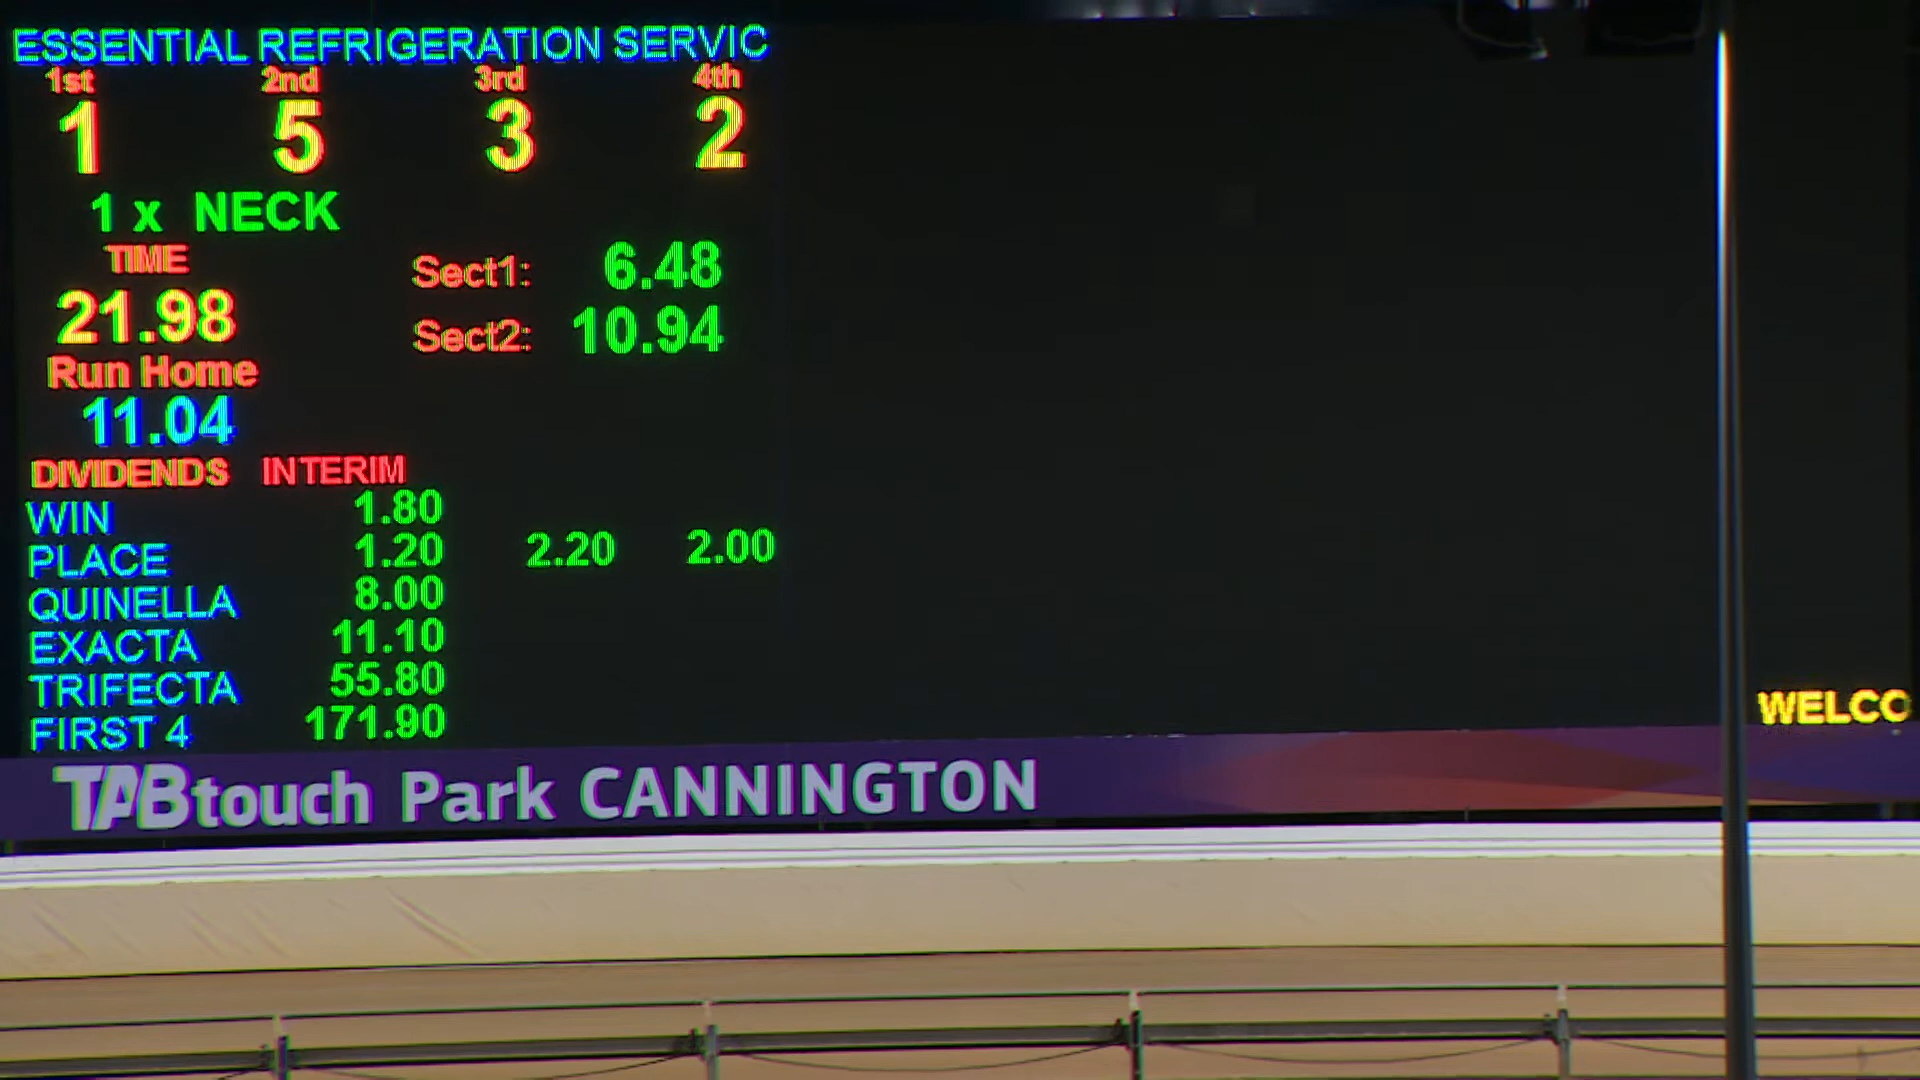 ESSENTIAL REFRIGERATION SERVIC
1st 2nd 3rd 4th
1 5 3 2
1 x NECK
TIME
21.98
Sect1: 6.48
Sect2: 10.94
Run Home
11.04
DIVIDENDS INTERIM
WIN 1.80
PLACE 1.20 2.20 2.00
QUINELLA 8.00
EXACTA 11.10
TRIFECTA 55.80
FIRST 4 171.90
WELCO
TABtouch Park CANNINGTON